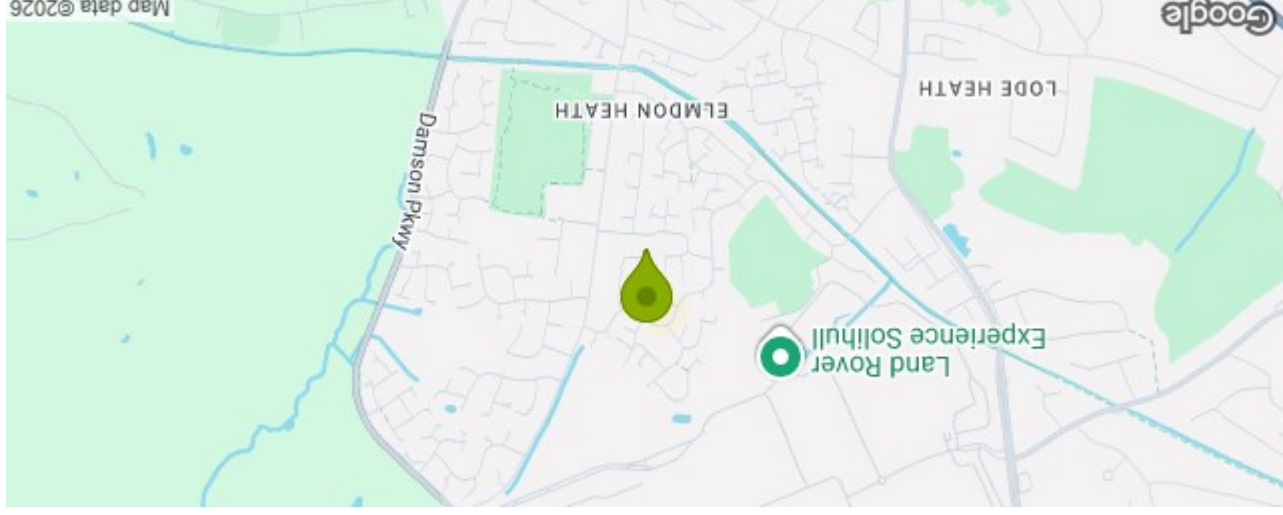 Land Rover
Experience Solihull
Damson Pkwy
ELMDON HEATH
LODE HEATH
Google
Map data ©2026